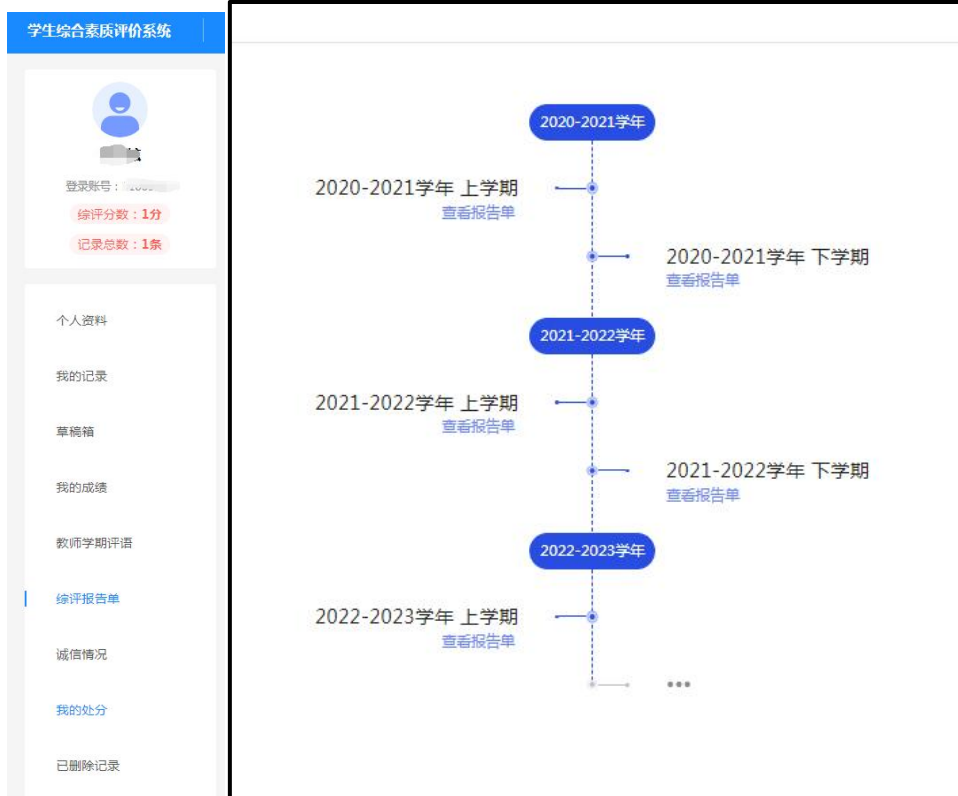 学生综合素质评价系统
登录账号：
综评分数：1分
记录总数：1条
个人资料
我的记录
草稿箱
我的成绩
教师学期评语
综评报告单
诚信情况
我的处分
已删除记录
2020-2021学年
2020-2021学年 上学期
查看报告单
2020-2021学年 下学期
查看报告单
2021-2022学年
2021-2022学年 上学期
查看报告单
2021-2022学年 下学期
查看报告单
2022-2023学年
2022-2023学年 上学期
查看报告单
•••